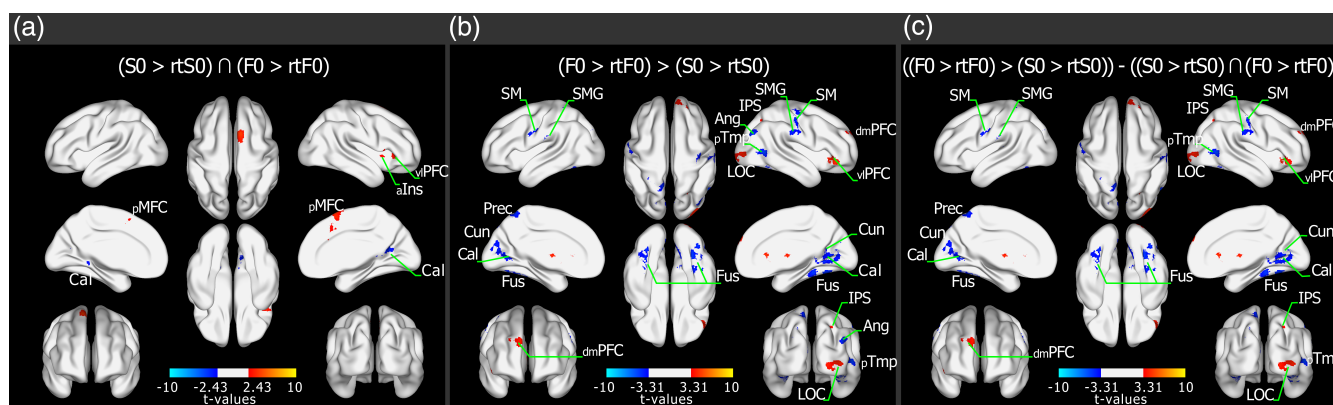 (a)
(S0 > rtS0) ∩ (F0 > rtF0)
vlPFC
aIns
pMFC
pMFC
Cal
Cal
-10 -2.43 2.43 10
t-values
(b)
(F0 > rtF0) > (S0 > rtS0)
SM SMG
SMG SM
IPS
Ang
pTmp
dmPFC
LOC
vlPFC
Prec
Cun
Cal
Fus
Cun
Cal
Fus
Fus
IPS
Ang
dmPFC
pTmp
LOC
-10 -3.31 3.31 10
t-values
(c)
((F0 > rtF0) > (S0 > rtS0)) - ((S0 > rtS0) ∩ (F0 > rtF0))
SM SMG
SMG SM
IPS
pTmp
dmPFC
LOC
vlPFC
Prec
Cun
Cal
Fus
Cun
Cal
Fus
Fus
IPS
Ang
dmPFC
pTmp
LOC
-10 -3.31 3.31 10
t-values